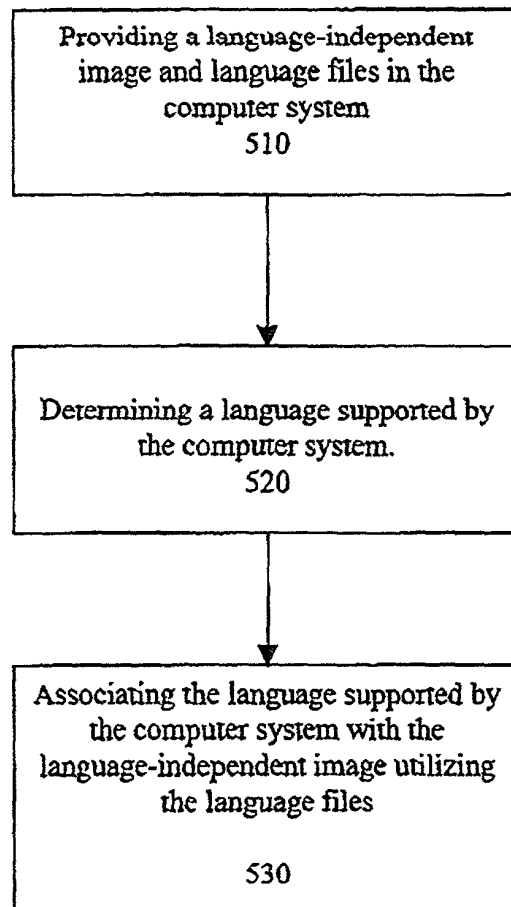 Providing a language-independent
image and language files in the
computer system
510
Determining a language supported by
the computer system.
520
Associating the language supported by
the computer system with the
language-independent image utilizing
the language files
530